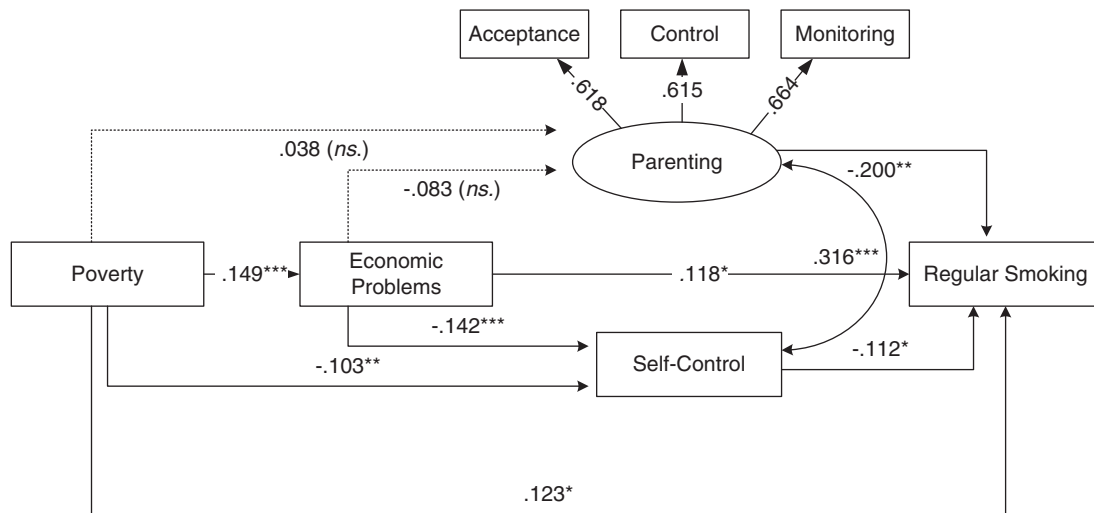 Acceptance
Control
Monitoring
.618
.615
.664
.038 (ns.)
Parenting
-.083 (ns.)
-.200**
Poverty
.149***
Economic
Problems
.118*
.316***
Regular Smoking
-.142***
-.103**
Self-Control
-.112*
.123*